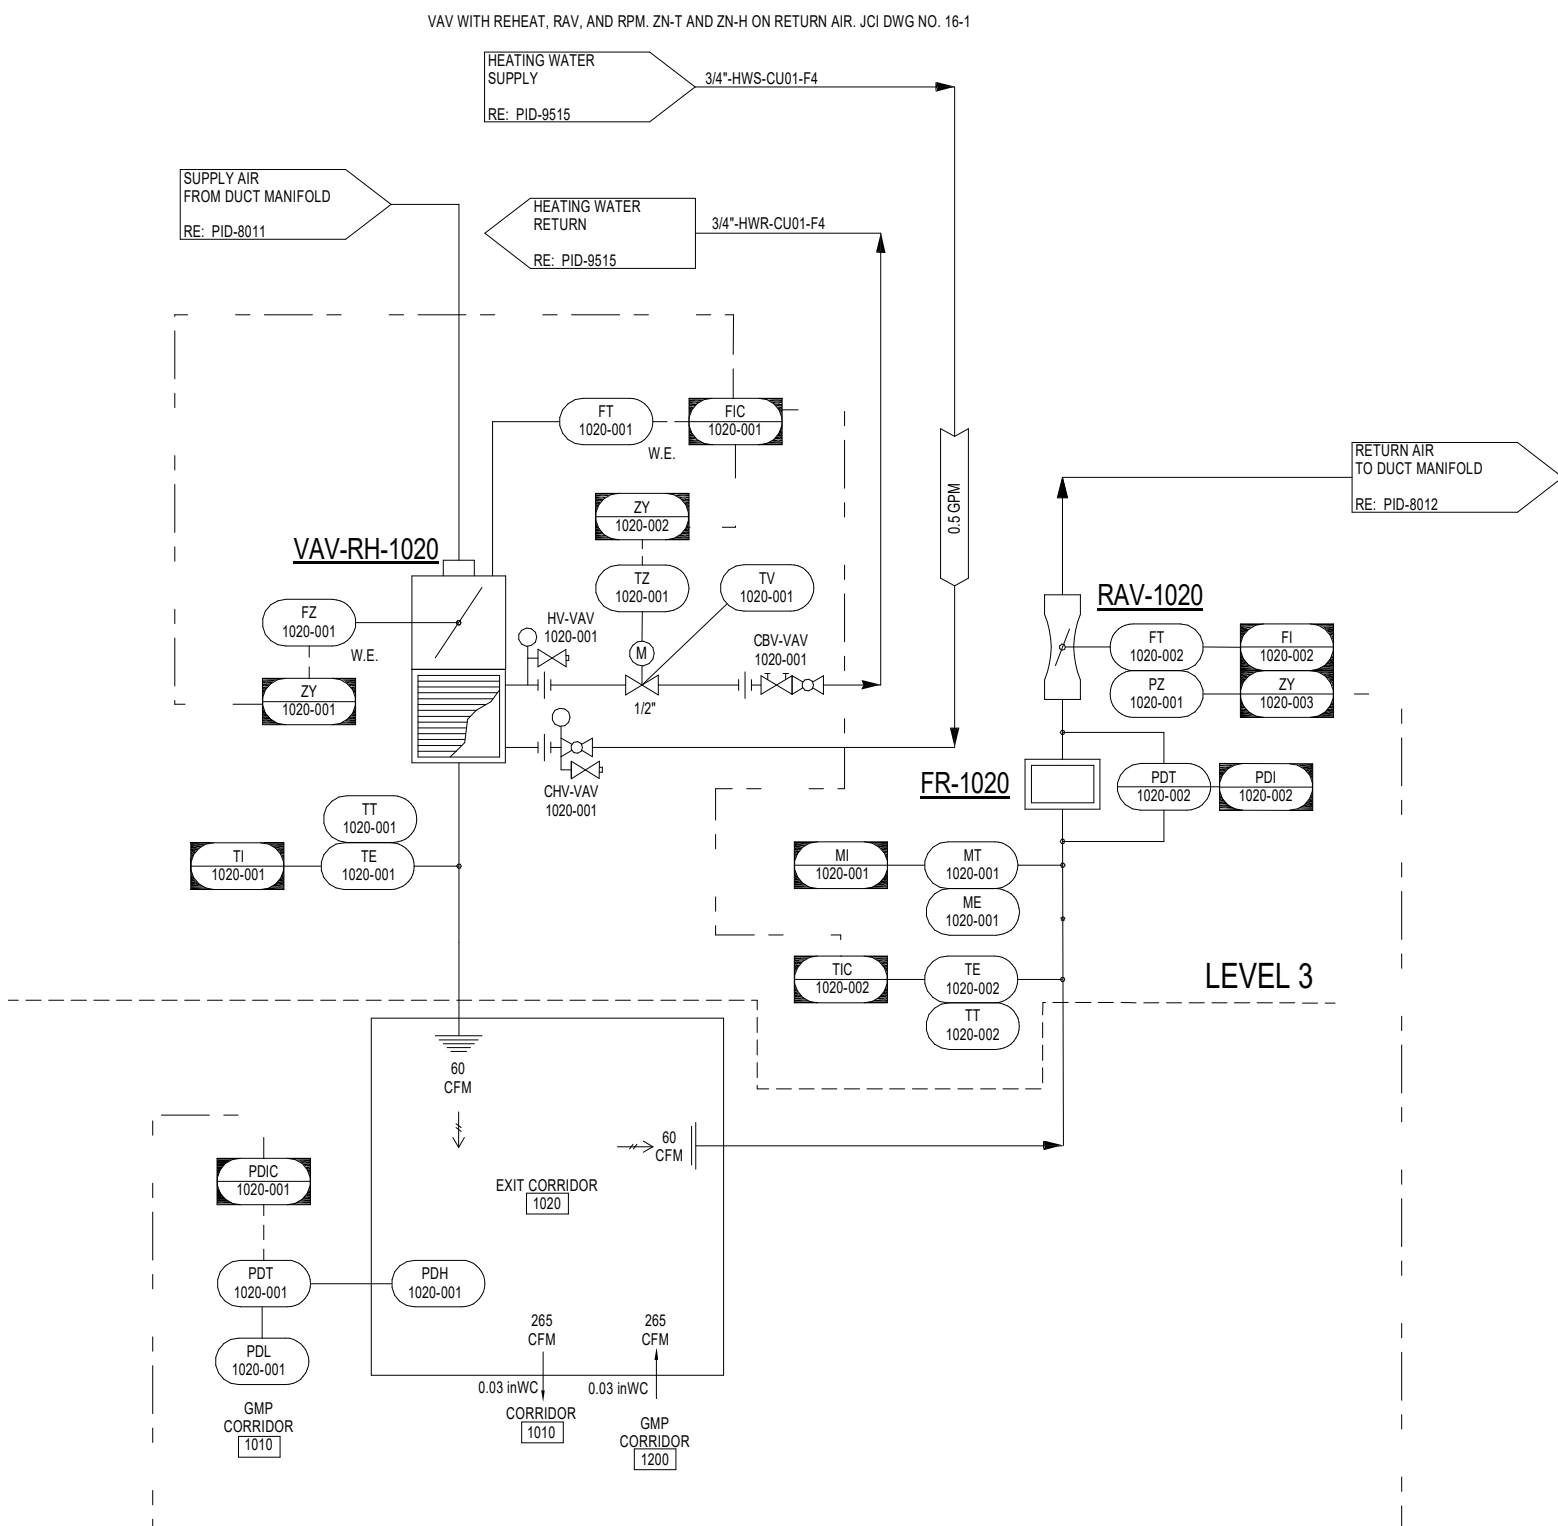 VAV WITH REHEAT, RAV, AND RPM. ZN-T AND ZN-H ON RETURN AIR. JCI DWG NO. 16-1
HEATING WATER
SUPPLY
RE: PID-9515
3/4"-HWS-CU01-F4
SUPPLY AIR
FROM DUCT MANIFOLD
RE: PID-8011
HEATING WATER
RETURN
RE: PID-9515
3/4"-HWR-CU01-F4
FT
1020-001
W.E.
FIC
1020-001
RETURN AIR
TO DUCT MANIFOLD
RE: PID-8012
0.5 GPM
ZY
1020-002
VAV-RH-1020
TZ
1020-001
TV
1020-001
RAV-1020
FZ
1020-001
W.E.
HV-VAV
1020-001
M
CBV-VAV
1020-001
FT
1020-002
FI
1020-002
ZY
1020-001
1/2"
PZ
1020-001
ZY
1020-003
CHV-VAV
1020-001
FR-1020
PDT
1020-002
PDI
1020-002
TT
1020-001
TI
1020-001
TE
1020-001
MI
1020-001
MT
1020-001
ME
1020-001
TIC
1020-002
TE
1020-002
TT
1020-002
LEVEL 3
60
CFM
60
CFM
PDIC
1020-001
EXIT CORRIDOR
1020
PDT
1020-001
PDH
1020-001
PDL
1020-001
GMP
CORRIDOR
1010
265
CFM
265
CFM
0.03 inWC
0.03 inWC
CORRIDOR
1010
GMP
CORRIDOR
1200